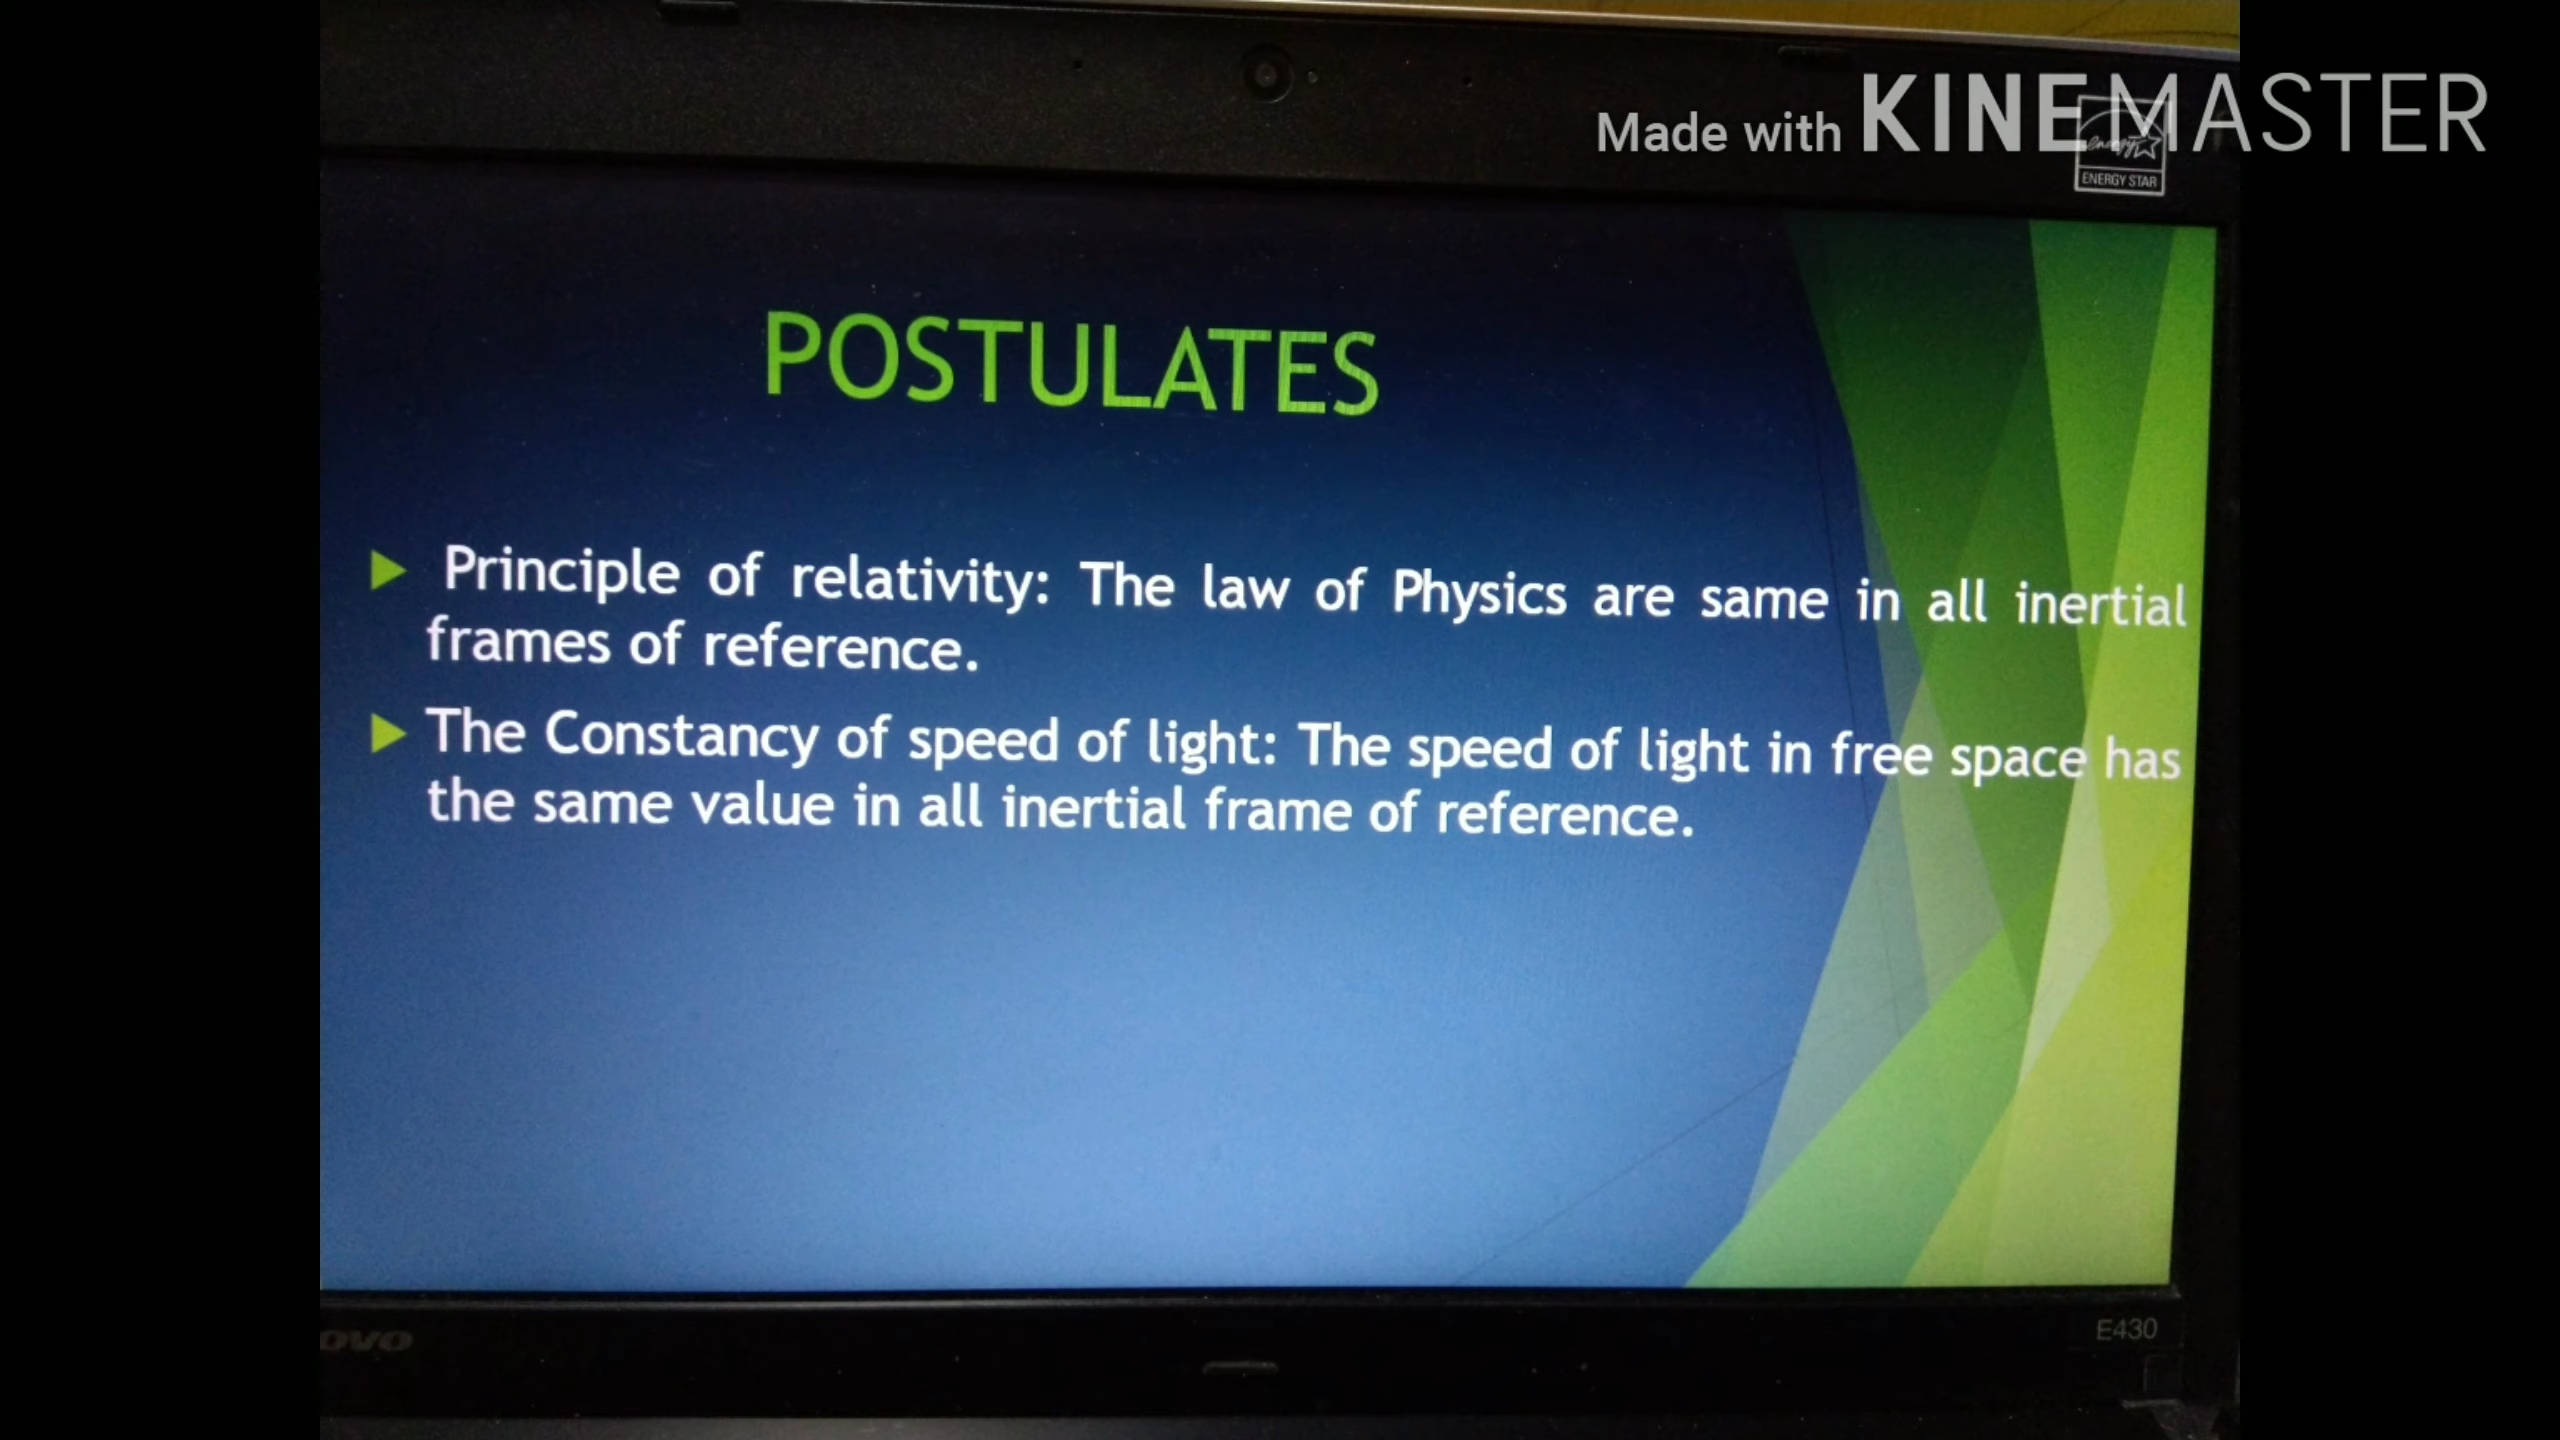 Made with KINEMASTER
energy
ENERGY STAR
POSTULATES
Principle of relativity: The law of Physics are same in all inertial
frames of reference.
The Constancy of speed of light: The speed of light in free space has
the same value in all inertial frame of reference.
ovo
E430